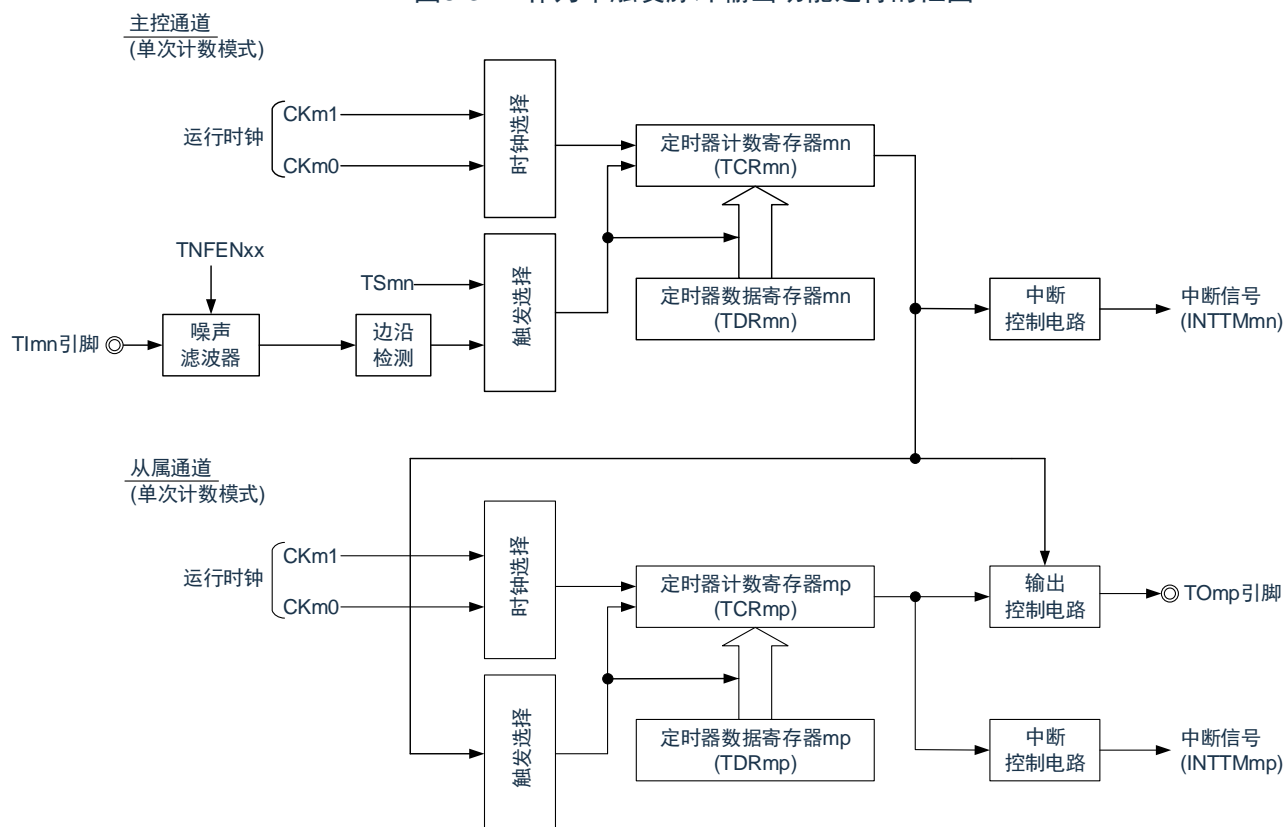 主控通道
(单次计数模式)
运行时钟
CKm1
CKm0
时钟选择
定时器计数寄存器mn
(TCRmn)
TNFENxx
TSmn
触发选择
定时器数据寄存器mn
(TDRmn)
中断
控制电路
中断信号
(INTTMmn)
TImn引脚
噪声
滤波器
边沿
检测
从属通道
(单次计数模式)
运行时钟
CKm1
CKm0
时钟选择
定时器计数寄存器mp
(TCRmp)
输出
控制电路
TOmp引脚
触发选择
定时器数据寄存器mp
(TDRmp)
中断
控制电路
中断信号
(INTTMmp)